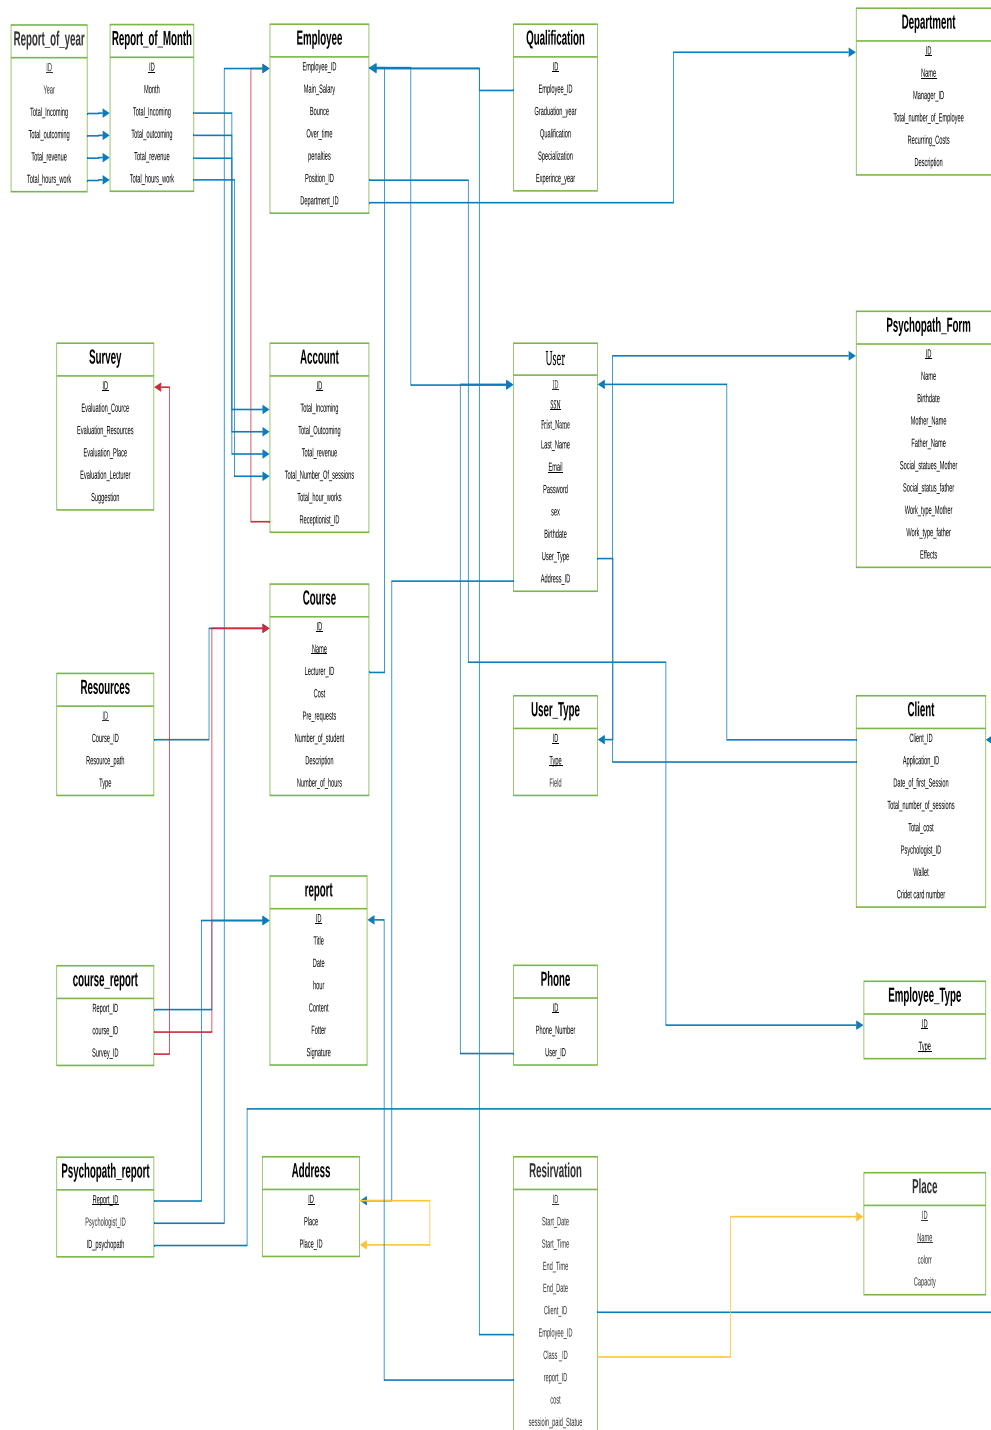 Report_of_year
ID
Year
Total_Incoming
Total_outcoming
Total_revenue
Total_hours_work
Report_of_Month
ID
Month
Total_Incoming
Total_outcoming
Total_revenue
Total_hours_work
Employee
Employee_ID
Main_Salary
Bounce
Over_time
penalties
Position_ID
Department_ID
Qualification
ID
Employee_ID
Graduation_year
Qualification
Specialization
Experince_year
Department
ID
Name
Manager_ID
Total_number_of_Employee
Recurring_Costs
Description
Survey
ID
Evaluation_Cource
Evaluation_Resources
Evaluation_Place
Evaluation_Lecturer
Suggestion
Account
ID
Total_Incoming
Total_Outcoming
Total_revenue
Total_Number_Of_sessions
Total_hour_works
Receptionist_ID
User
ID
SSN
Frist_Name
Last_Name
Email
Password
sex
Birthdate
User_Type
Address_ID
Psychopath_Form
ID
Name
Birthdate
Mother_Name
Father_Name
Social_statues_Mother
Social_status_father
Work_type_Mother
Work_type_father
Effects
Resources
ID
Course_ID
Resource_path
Type
Course
ID
Name
Lecturer_ID
Cost
Pre_requests
Number_of_student
Description
Number_of_hours
User_Type
ID
Type
Field
Client
Client_ID
Application_ID
Date_of_first_Session
Total_number_of_sessions
Total_cost
Psychologist_ID
Wallet
Cridet card number
course_report
Report_ID
course_ID
Survey_ID
report
ID
Title
Date
hour
Content
Fotter
Signature
Phone
ID
Phone_Number
User_ID
Employee_Type
ID
Type
Psychopath_report
Report_ID
Psychologist_ID
ID_psychopath
Address
ID
Place
Place_ID
Resirvation
ID
Start_Date
Start_Time
End_Time
End_Date
Client_ID
Employee_ID
Class _ID
report_ID
cost
sessioin_paid_Statue
Place
ID
Name
colorr
Capacity